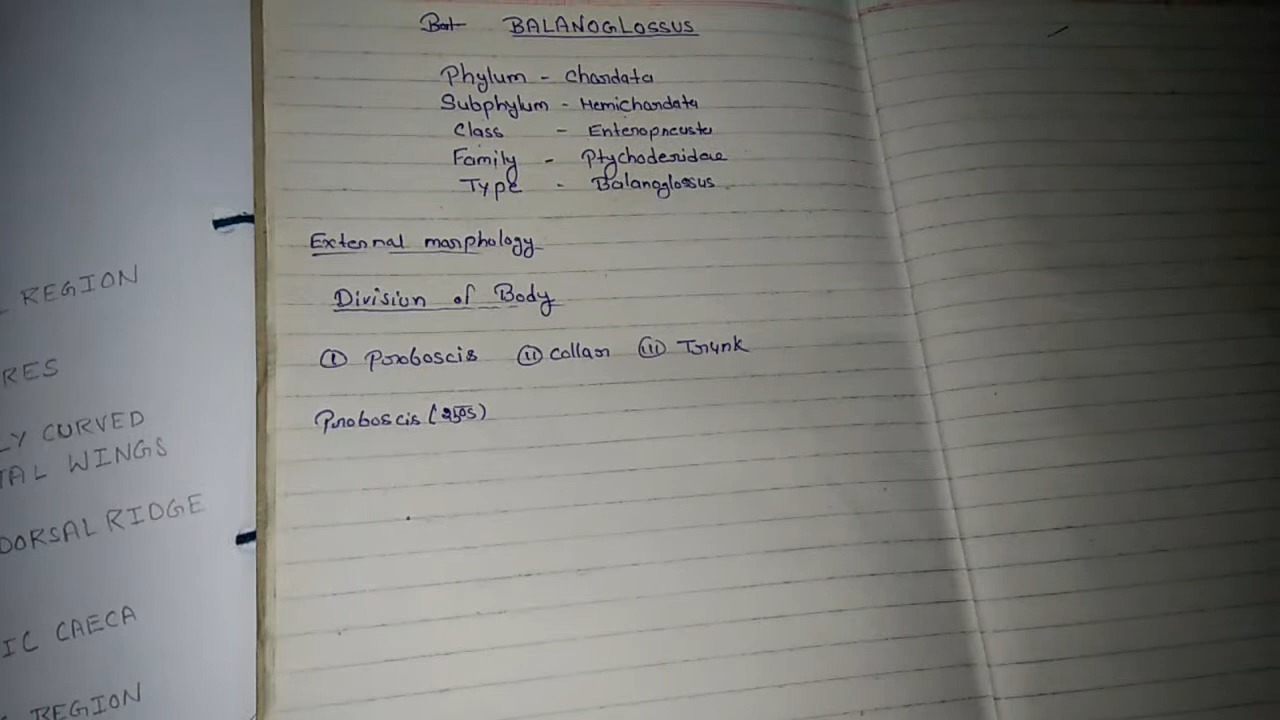 BALANOGLOSSUS
Phylum - Chordata
Subphylum - Hemichordata
Class - Enteropneusta
Family - Ptychoderidae
Type - Balanoglossus
External morphology
Division of Body
(i) Proboscis (ii) Collar (iii) Trunk
Proboscis (शुंड)
REGION
RES
LY CURVED
TAL WINGS
DORSAL RIDGE
IC CAECA
REGION